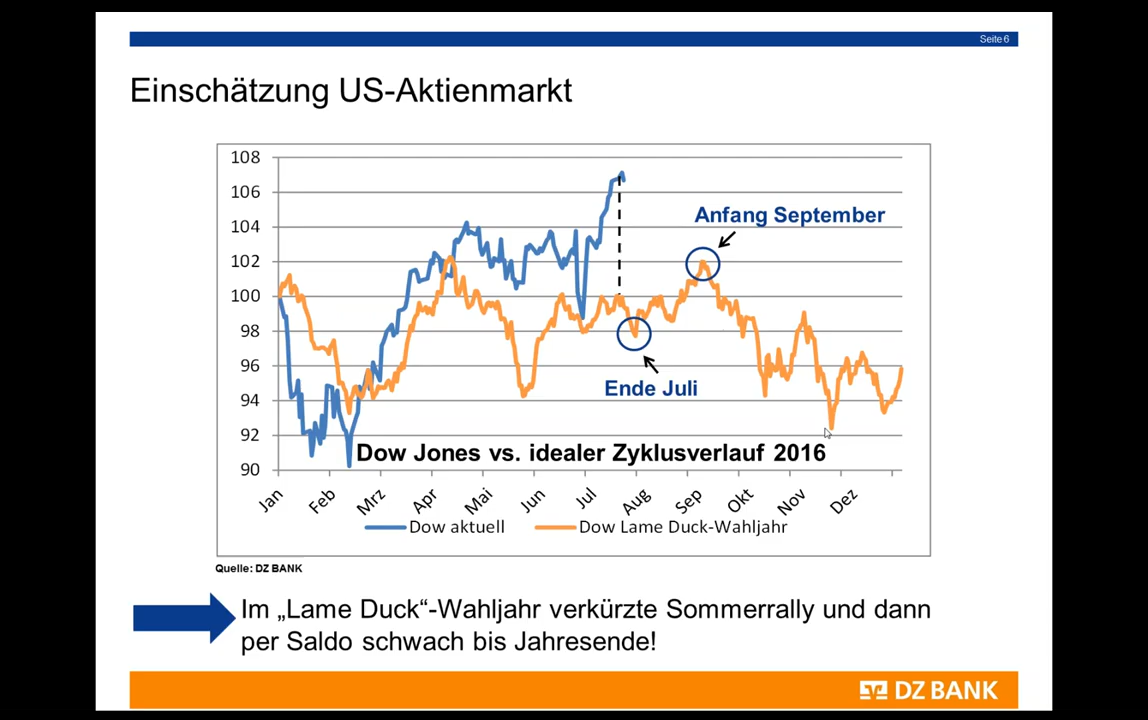 Seite 6
Einschätzung US-Aktienmarkt
108
106
104
102
100
98
96
94
92
90
Anfang September
Ende Juli
Dow Jones vs. idealer Zyklusverlauf 2016
Jan Feb Mrz Apr Mai Jun Jul Aug Sep Okt Nov Dez
Dow aktuell Dow Lame Duck-Wahljahr
Quelle: DZ BANK
Im „Lame Duck“-Wahljahr verkürzte Sommerrally und dann
per Saldo schwach bis Jahresende!
DZ BANK